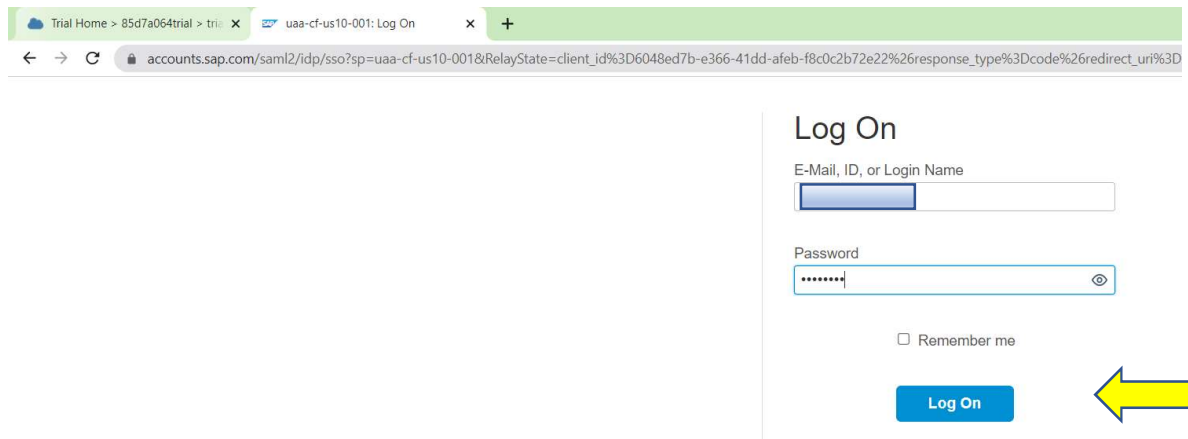 Trial Home > 85d7a064trial > tria
uaa-cf-us10-001: Log On
accounts.sap.com/saml2/idp/sso?sp=uaa-cf-us10-001&RelayState=client_id%3D6048ed7b-e366-41dd-afeb-f8c0c2b72e22%26response_type%3Dcode%26redirect_uri%3D
Log On
E-Mail, ID, or Login Name
Password
Remember me
Log On